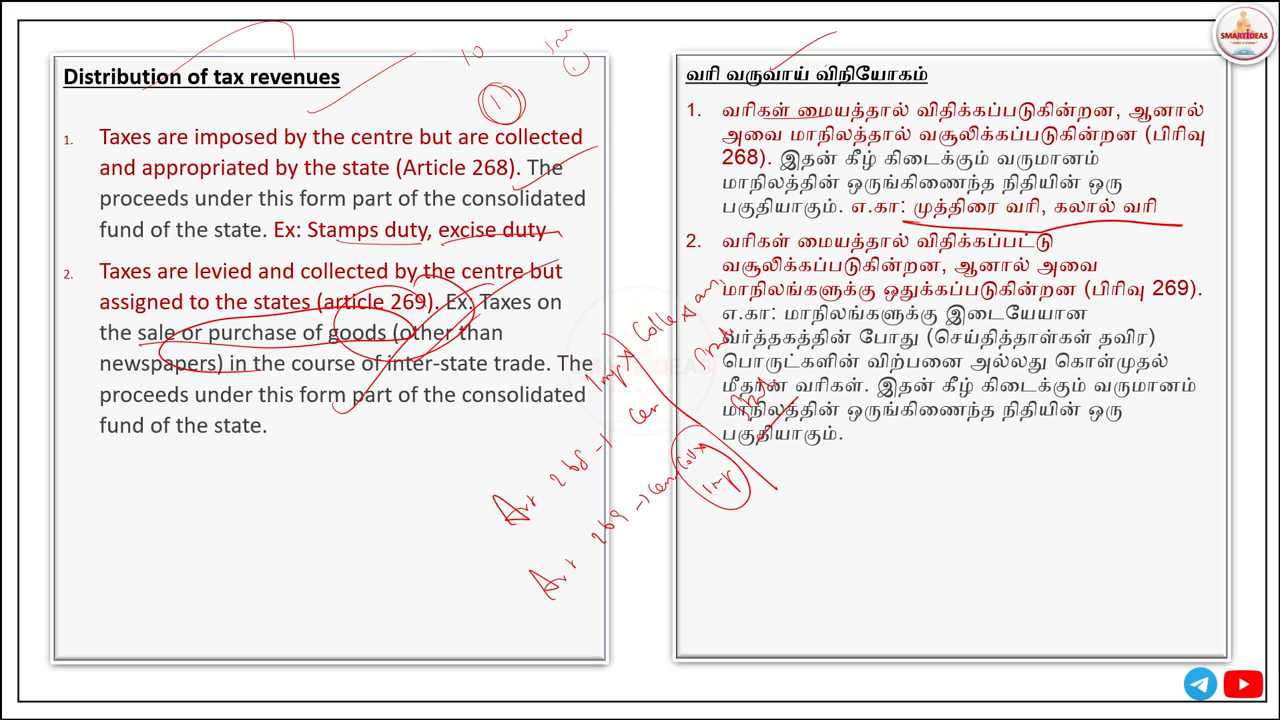 SMARTIDEAS
Distribution of tax revenues
1. Taxes are imposed by the centre but are collected
and appropriated by the state (Article 268). The
proceeds under this form part of the consolidated
fund of the state. Ex: Stamps duty, excise duty
2. Taxes are levied and collected by the centre but
assigned to the states (article 269). Ex: Taxes on
the sale or purchase of goods (other than
newspapers) in the course of inter-state trade. The
proceeds under this form part of the consolidated
fund of the state.
வரி வருவாய் விநியோகம்
1. வரிகள் மையத்தால் விதிக்கப்படுகின்றன, ஆனால்
அவை மாநிலத்தால் வசூலிக்கப்படுகின்றன (பிரிவு
268). இதன் கீழ் கிடைக்கும் வருமானம்
மாநிலத்தின் ஒருங்கிணைந்த நிதியின் ஒரு
பகுதியாகும். எ.கா: முத்திரை வரி, கலால் வரி
2. வரிகள் மையத்தால் விதிக்கப்பட்டு
வசூலிக்கப்படுகின்றன, ஆனால் அவை
மாநிலங்களுக்கு ஒதுக்கப்படுகின்றன (பிரிவு 269).
எ.கா: மாநிலங்களுக்கு இடையேயான
வர்த்தகத்தின் போது (செய்தித்தாள்கள் தவிர)
பொருட்களின் விற்பனை அல்லது கொள்முதல்
மீதான வரிகள். இதன் கீழ் கிடைக்கும் வருமானம்
மாநிலத்தின் ஒருங்கிணைந்த நிதியின் ஒரு
பகுதியாகும்.
10
11
Art 268 → Cen Imp
Art 269 → Cen Imp